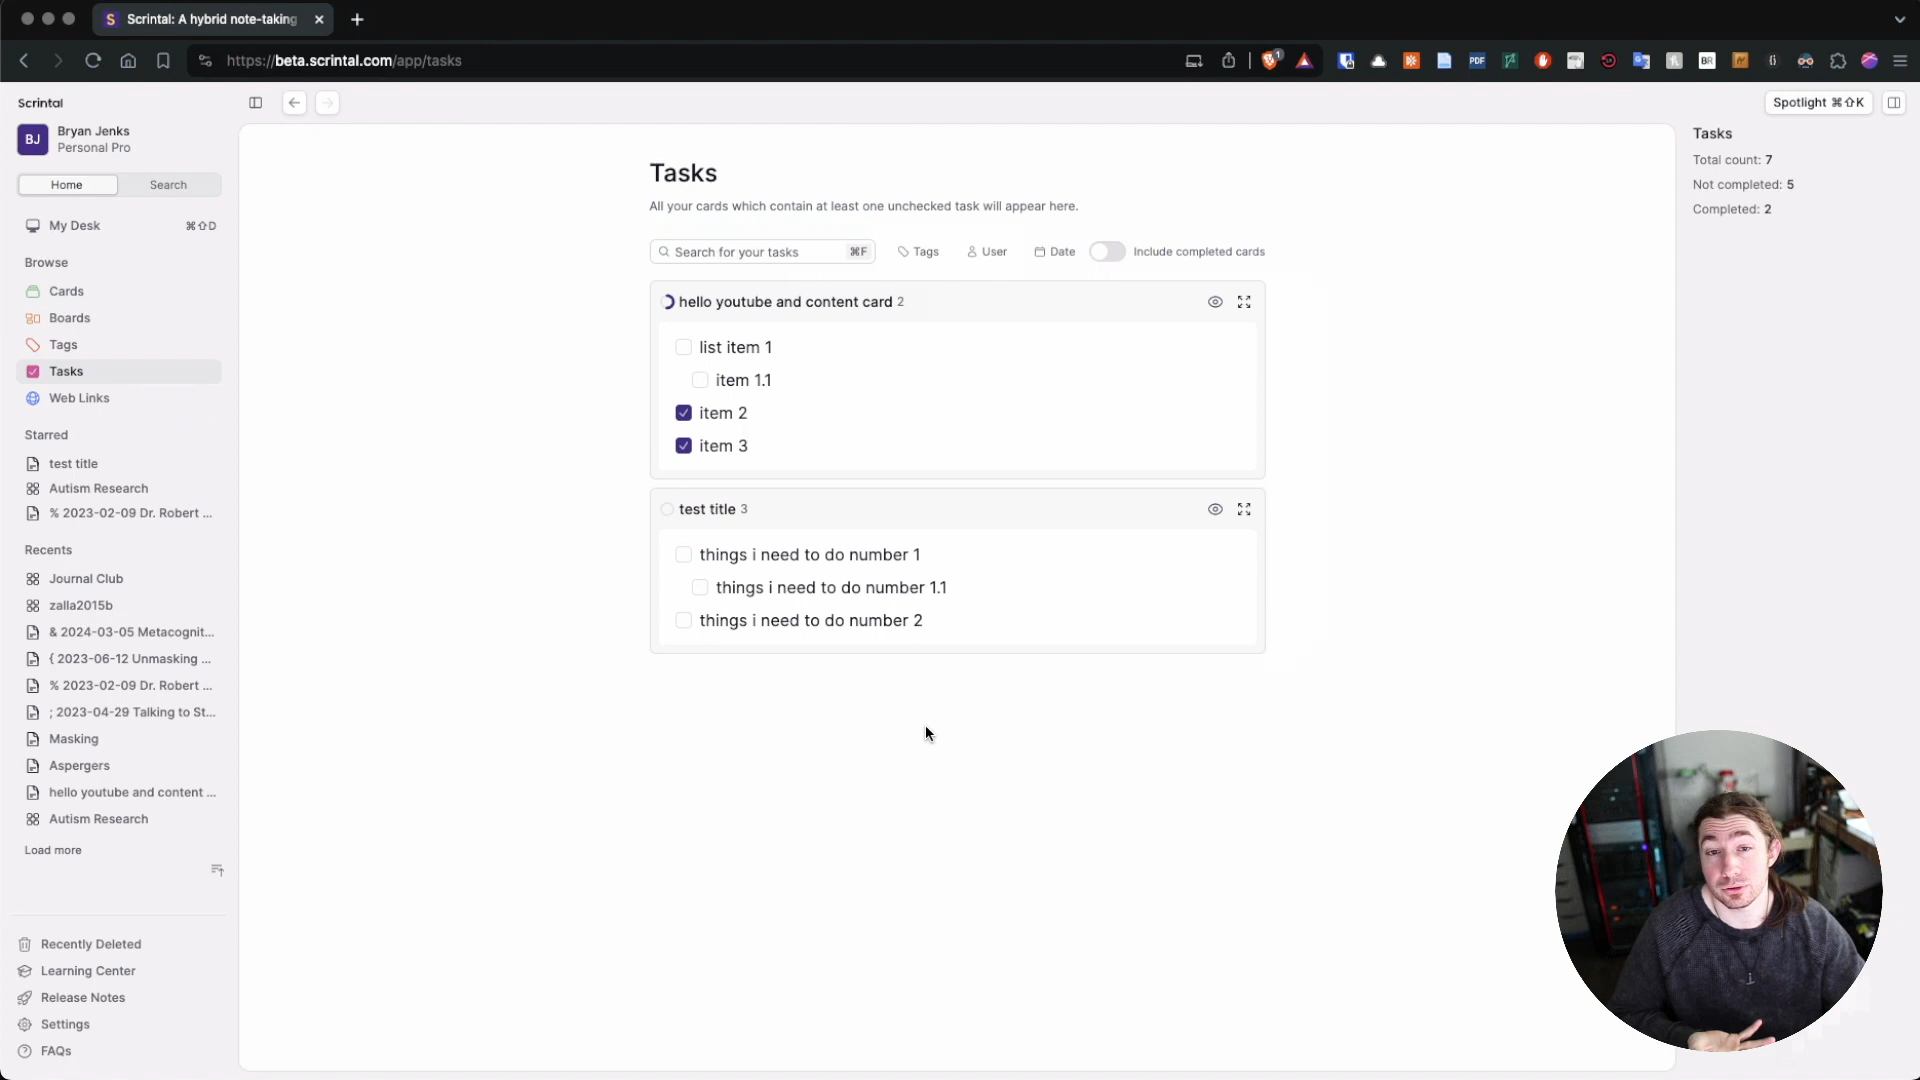 Scrintal: A hybrid note-taking
https://beta.scrintal.com/app/tasks
1
PDF
BR
Scrintal
Spotlight ⌘⇧K
BJ
Bryan Jenks
Personal Pro
Home
Search
My Desk
⌘⇧D
Browse
Cards
Boards
Tags
Tasks
Web Links
Starred
test title
Autism Research
% 2023-02-09 Dr. Robert ...
Recents
Journal Club
zalla2015b
& 2024-03-05 Metacognit...
{ 2023-06-12 Unmasking ...
% 2023-02-09 Dr. Robert ...
; 2023-04-29 Talking to St...
Masking
Aspergers
hello youtube and content ...
Autism Research
Load more
Recently Deleted
Learning Center
Release Notes
Settings
FAQs
Tasks
All your cards which contain at least one unchecked task will appear here.
Search for your tasks
⌘F
Tags
User
Date
Include completed cards
hello youtube and content card 2
list item 1
item 1.1
item 2
item 3
test title 3
things i need to do number 1
things i need to do number 1.1
things i need to do number 2
Tasks
Total count: 7
Not completed: 5
Completed: 2